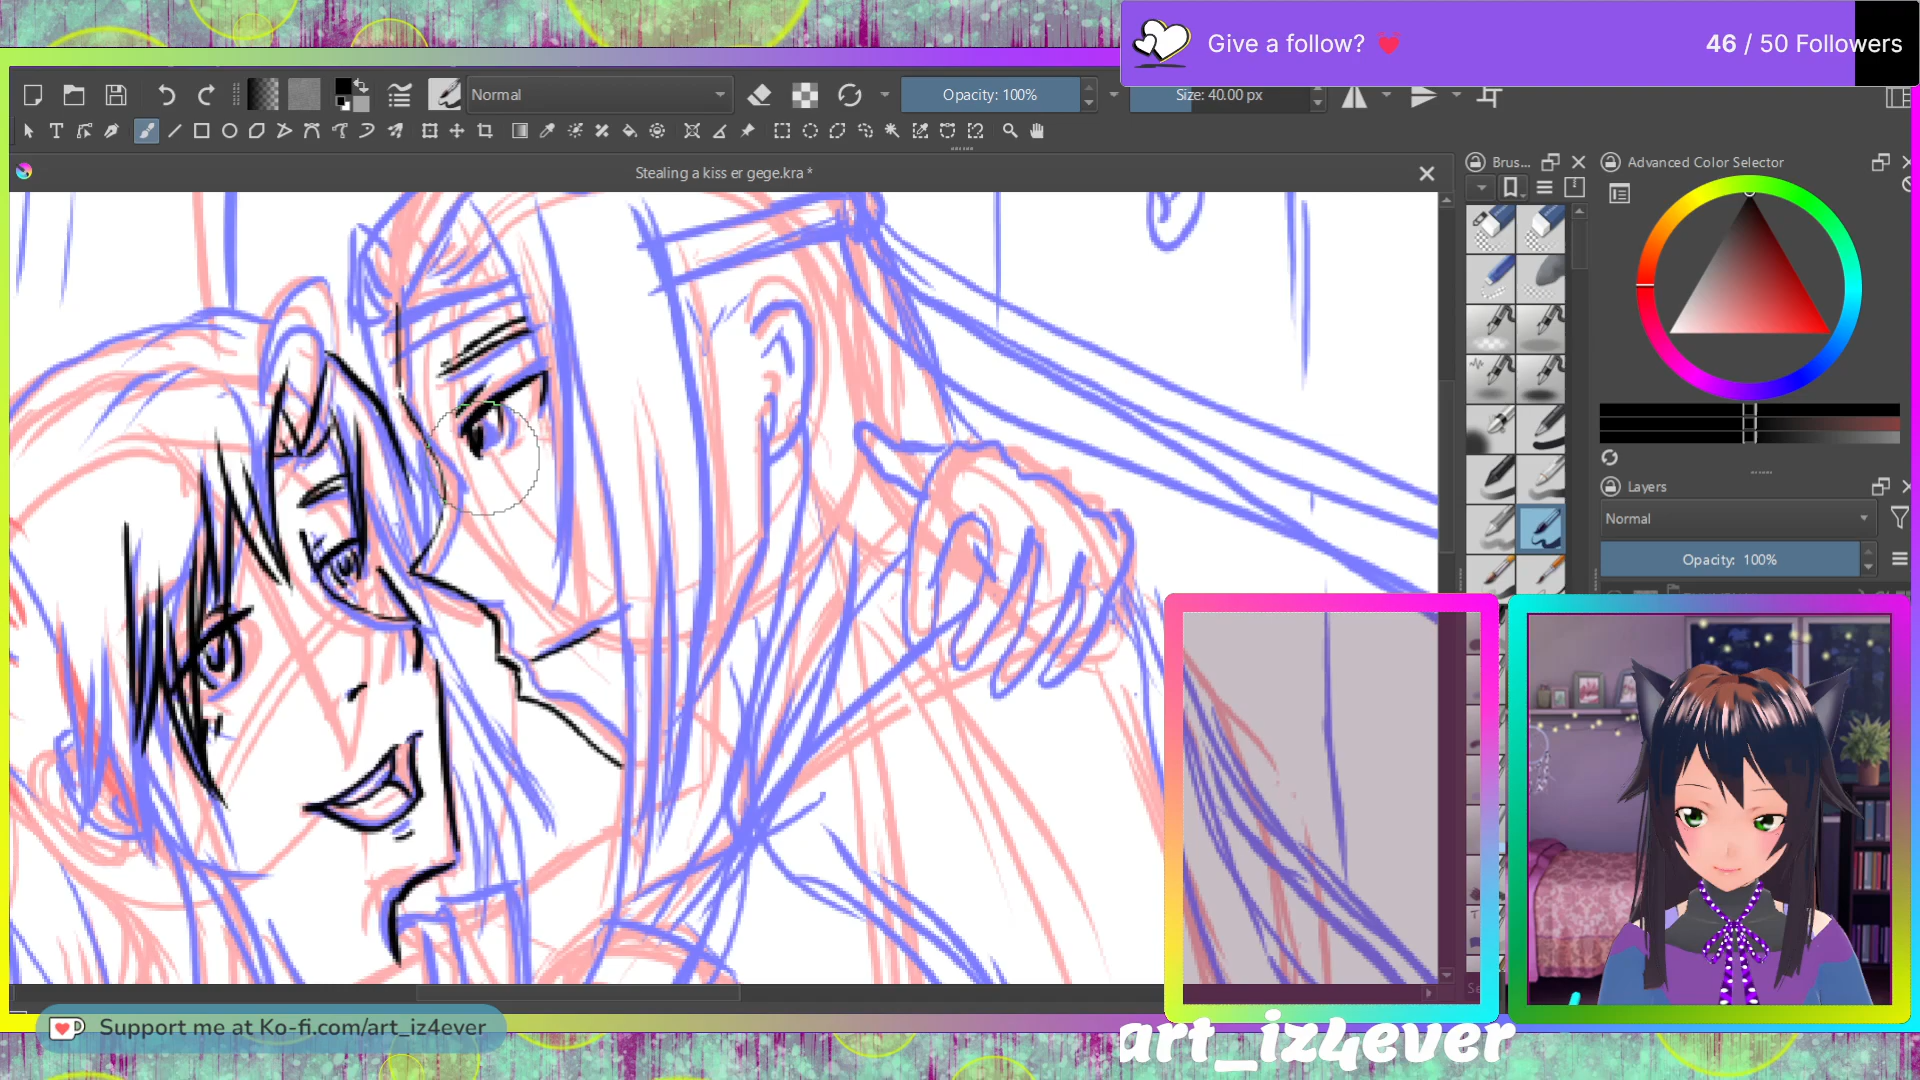 Give a follow?
46 / 50 Followers
Normal
Opacity: 100%
Size: 40.00 px
Stealing a kiss er gege.kra *
Brus...
Advanced Color Selector
Layers
Normal
Opacity: 100%
Support me at Ko-fi.com/art_iz4ever
art_iz4ever